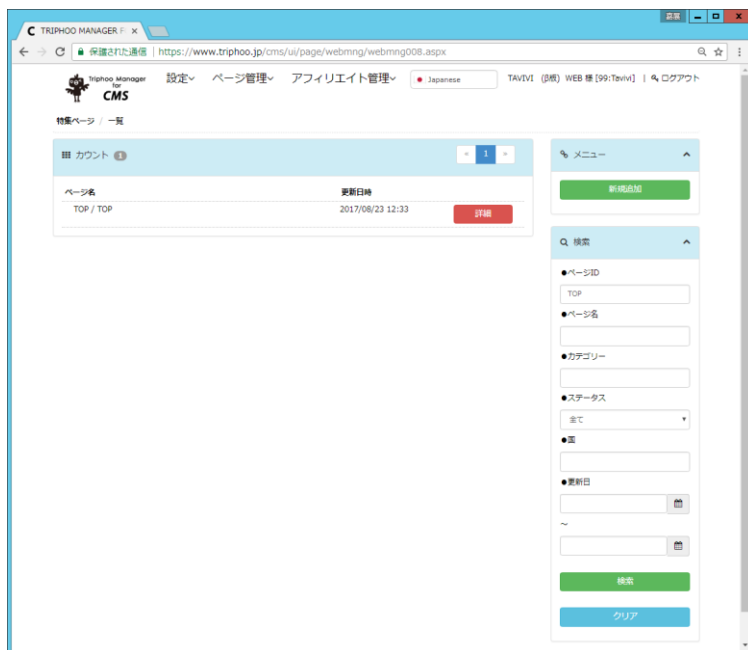 C TRIPHOO MANAGER F
保護された通信 | https://www.triphoo.jp/cms/ui/page/webmng/webmng008.aspx
Triphoo Manager
for
CMS
設定 ページ管理 アフィリエイト管理 Japanese TAVIVI (β版) WEB 様 [99:Tavivi] | ログアウト
特集ページ / 一覧
カウント 1
« 1 »
ページ名 更新日時
TOP / TOP 2017/08/23 12:33 詳細
メニュー
新規追加
検索
●ページID
TOP
●ページ名
●カテゴリー
●ステータス
全て
●国
●更新日
~
検索
クリア